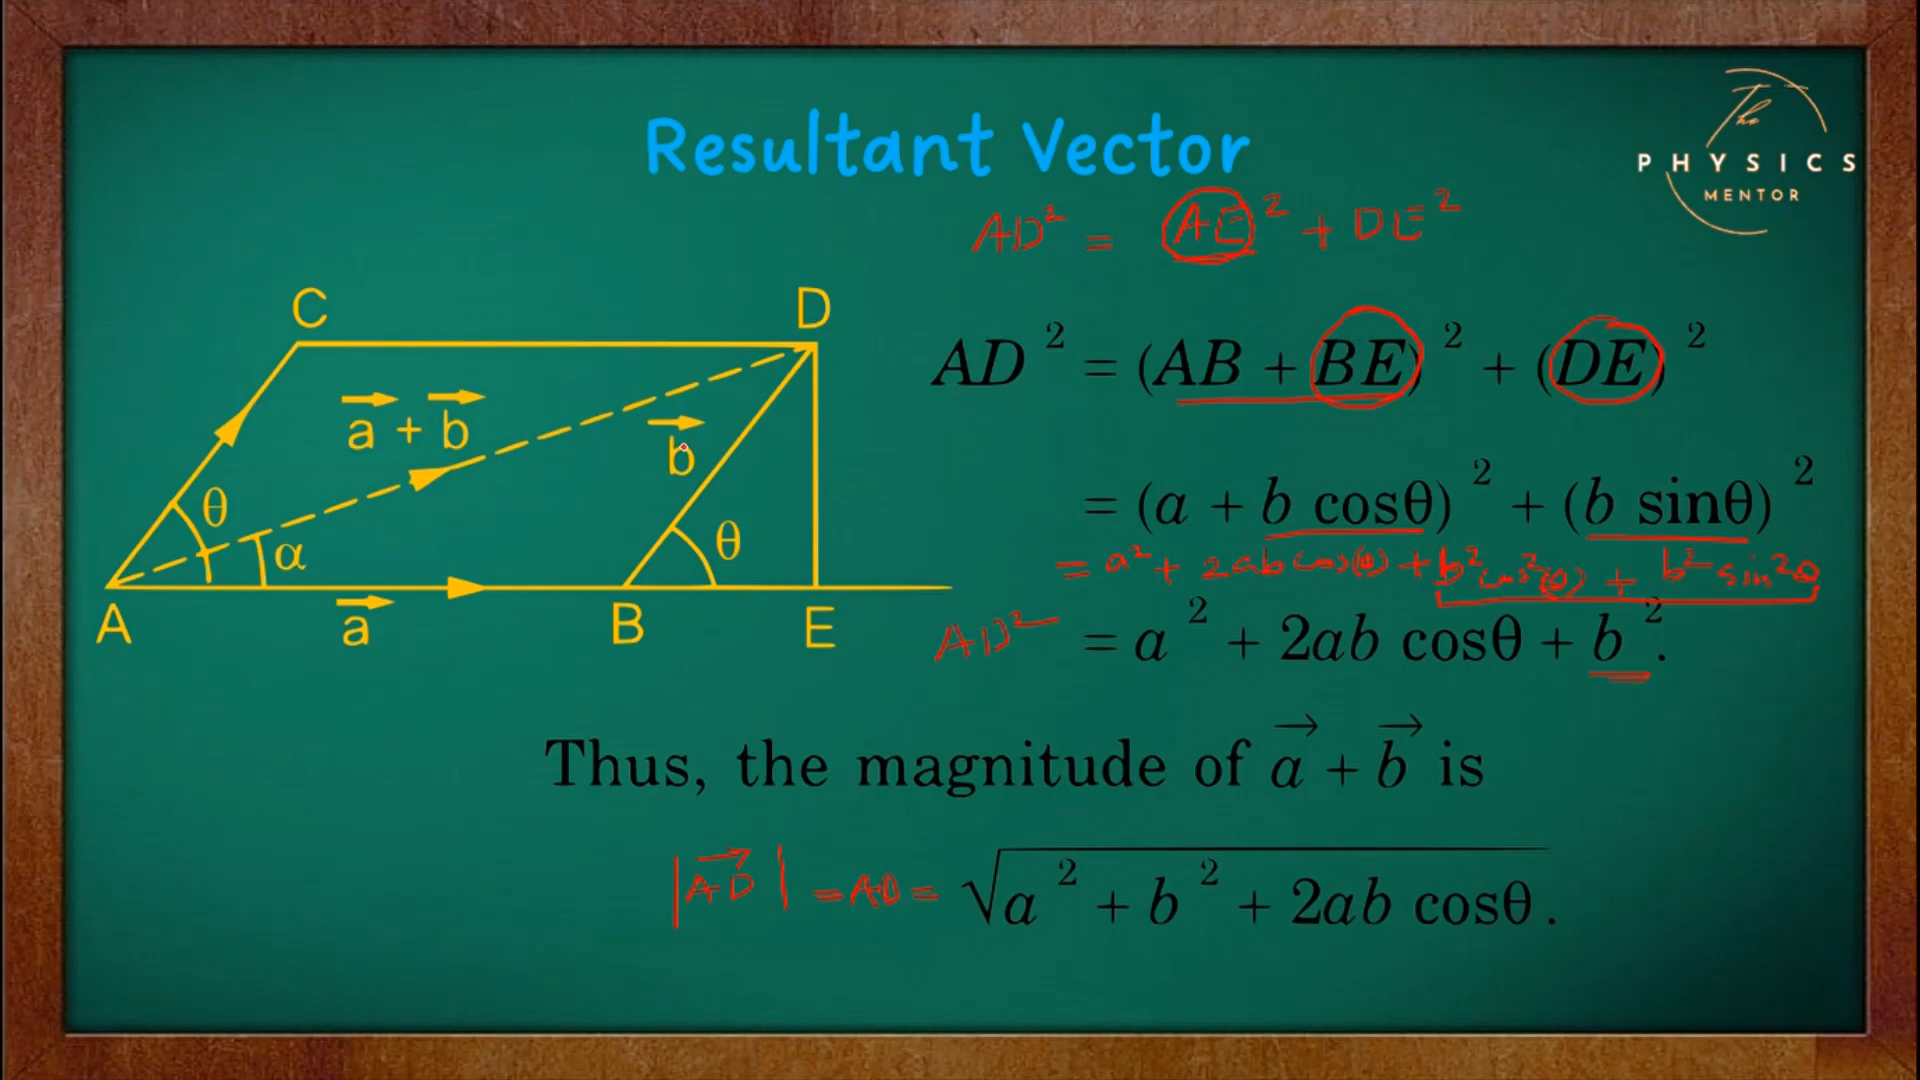 The
PHYSICS
MENTOR
Resultant Vector
AD² = AE² + DE²
C
D
AD² = (AB + BE)² + (DE)²
a + b
b
= (a + b cosθ)² + (b sinθ)²
θ
α
θ
= a² + 2ab cos(θ) + b² cos²(θ) + b² sin²θ
A
a
B
E
AD² = a² + 2ab cosθ + b².
Thus, the magnitude of a + b is
|AD| = AD = √a² + b² + 2ab cosθ.